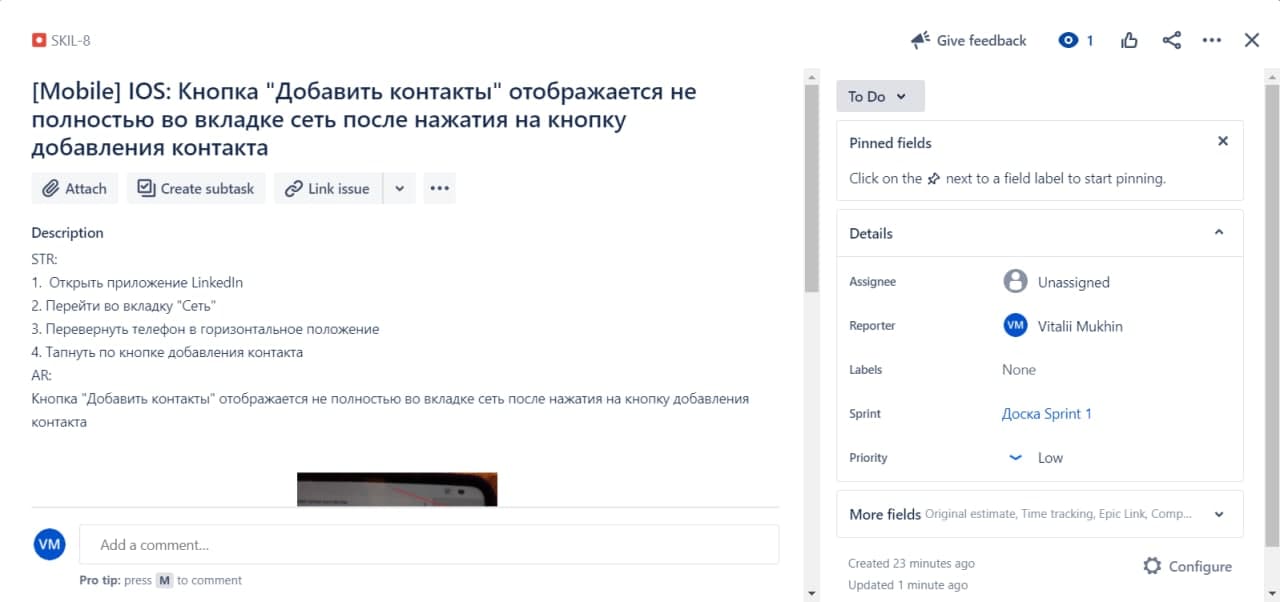 SKIL-8
Give feedback
1
[Mobile] IOS: Кнопка "Добавить контакты" отображается не
полностью во вкладке сеть после нажатия на кнопку
добавления контакта
Attach
Create subtask
Link issue
Description
STR:
1. Открыть приложение LinkedIn
2. Перейти во вкладку "Сеть"
3. Перевернуть телефон в горизонтальное положение
4. Тапнуть по кнопке добавления контакта
AR:
Кнопка "Добавить контакты" отображается не полностью во вкладке сеть после нажатия на кнопку добавления
контакта
VM
Add a comment...
Pro tip: press M to comment
To Do
Pinned fields
Click on the next to a field label to start pinning.
Details
Assignee
Unassigned
Reporter
VM Vitalii Mukhin
Labels
None
Sprint
Доска Sprint 1
Priority
Low
More fields Original estimate, Time tracking, Epic Link, Comp...
Created 23 minutes ago
Updated 1 minute ago
Configure